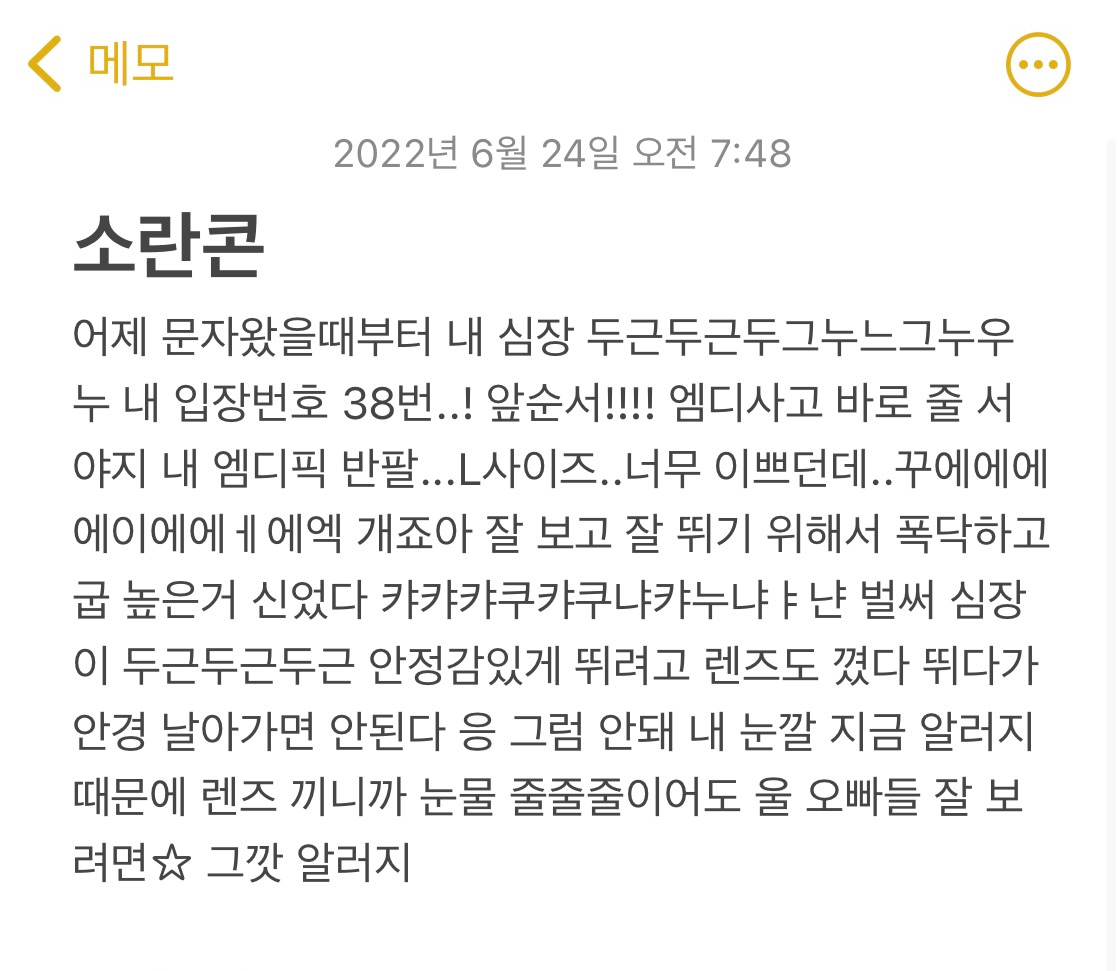 메모
2022년 6월 24일 오전 7:48
소란콘
어제 문자왔을때부터 내 심장 두근두근두그누느그누우
누 내 입장번호 38번..! 앞순서!!!! 엠디사고 바로 줄 서
야지 내 엠디픽 반팔...L사이즈..너무 이쁘던데..꾸에에에
에이에에ㅔ에엑 개죠아 잘 보고 잘 뛰기 위해서 폭닥하고
굽 높은거 신었다 캬캬캬쿠캬쿠냐캬누냐ㅑ냔 벌써 심장
이 두근두근두근 안정감있게 뛰려고 렌즈도 꼈다 뛰다가
안경 날아가면 안된다 응 그럼 안돼 내 눈깔 지금 알러지
때문에 렌즈 끼니까 눈물 줄줄줄이어도 울 오빠들 잘 보
려면☆ 그깟 알러지